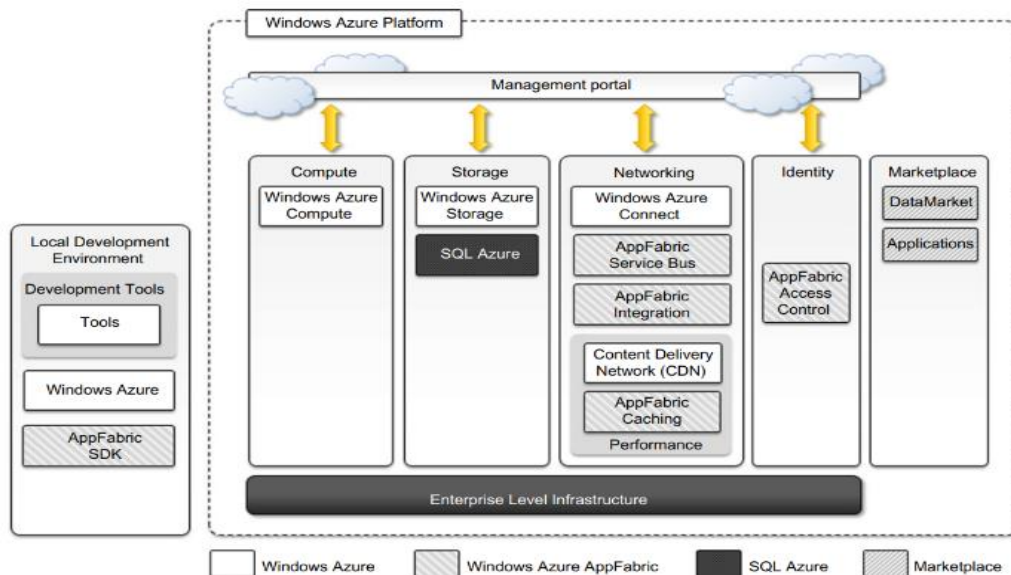 Windows Azure Platform
Management portal
Local Development
Environment
Development Tools
Tools
Windows Azure
AppFabric
SDK
Compute
Windows Azure
Compute
Storage
Windows Azure
Storage
SQL Azure
Networking
Windows Azure
Connect
AppFabric
Service Bus
AppFabric
Integration
Content Delivery
Network (CDN)
AppFabric
Caching
Performance
Identity
AppFabric
Access
Control
Marketplace
DataMarket
Applications
Enterprise Level Infrastructure
Windows Azure
Windows Azure AppFabric
SQL Azure
Marketplace